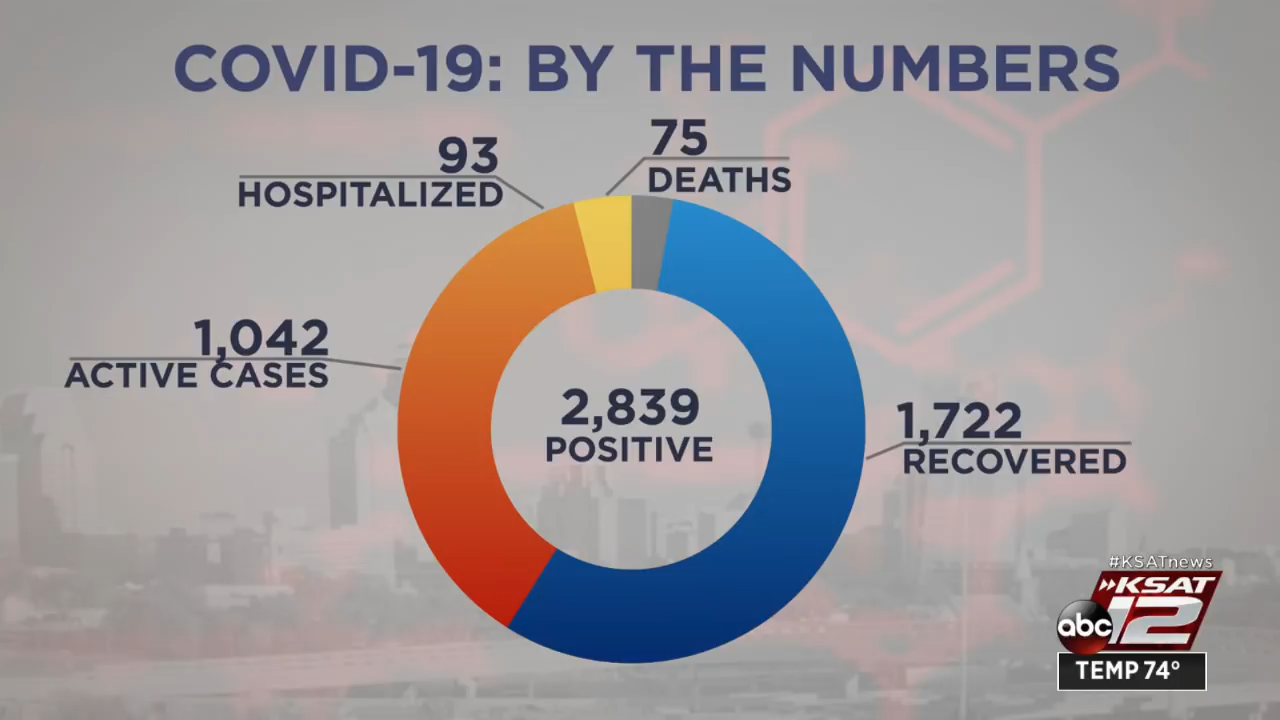 COVID-19: BY THE NUMBERS
93
HOSPITALIZED
75
DEATHS
1,042
ACTIVE CASES
2,839
POSITIVE
1,722
RECOVERED
#KSATnews
KSAT
abc 12
TEMP 74°